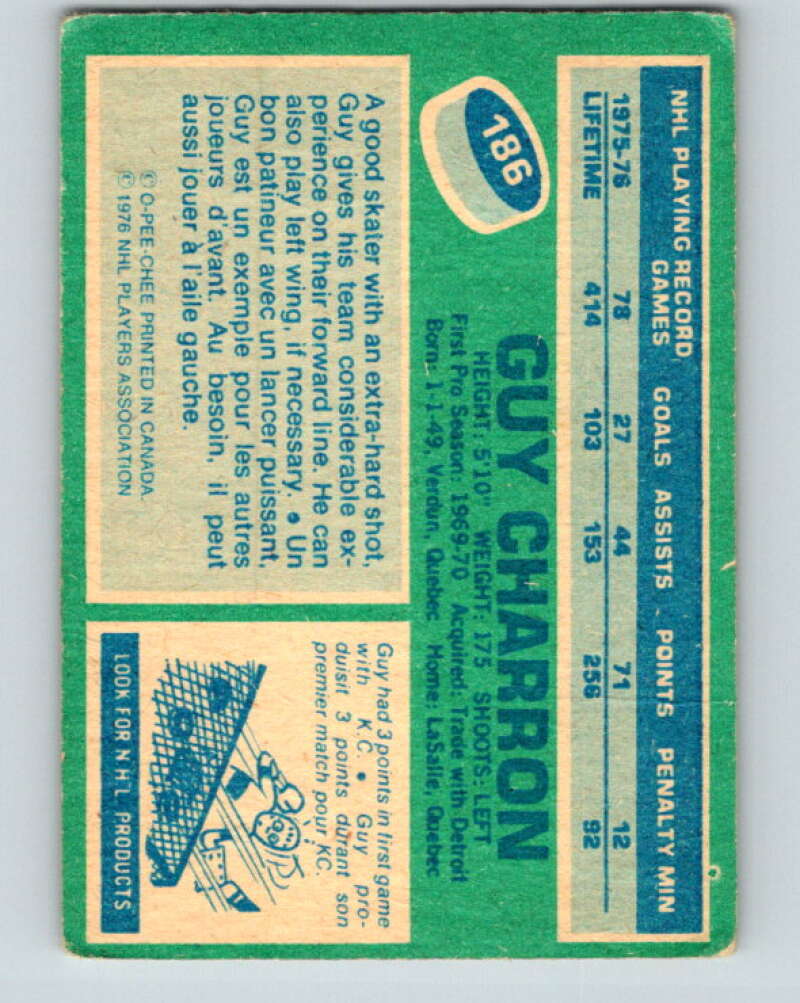 NHL PLAYING RECORD
GAMES GOALS ASSISTS POINTS PENALTY MIN
1975-76 78 27 44 71 12
LIFETIME 414 103 153 256 92
186
GUY CHARRON
HEIGHT: 5'10" WEIGHT: 175 SHOOTS: LEFT
First Pro Season: 1969-70 Acquired: Trade with Detroit
Born: 1-1-49, Verdun, Quebec Home: LaSalle, Quebec
A good skater with an extra-hard shot,
Guy gives his team considerable ex-
perience on their forward line. He can
also play left wing, if necessary. • Un
bon patineur avec un lancer puissant,
Guy est un exemple pour les autres
joueurs d'avant. Au besoin, il peut
aussi jouer à l'aile gauche.
© O-PEE-CHEE PRINTED IN CANADA.
© 1976 NHL PLAYERS ASSOCIATION
Guy had 3 points in first game
with K.C. • Guy pro-
duisit 3 points durant son
premier match pour KC.
LOOK FOR NHL PRODUCTS